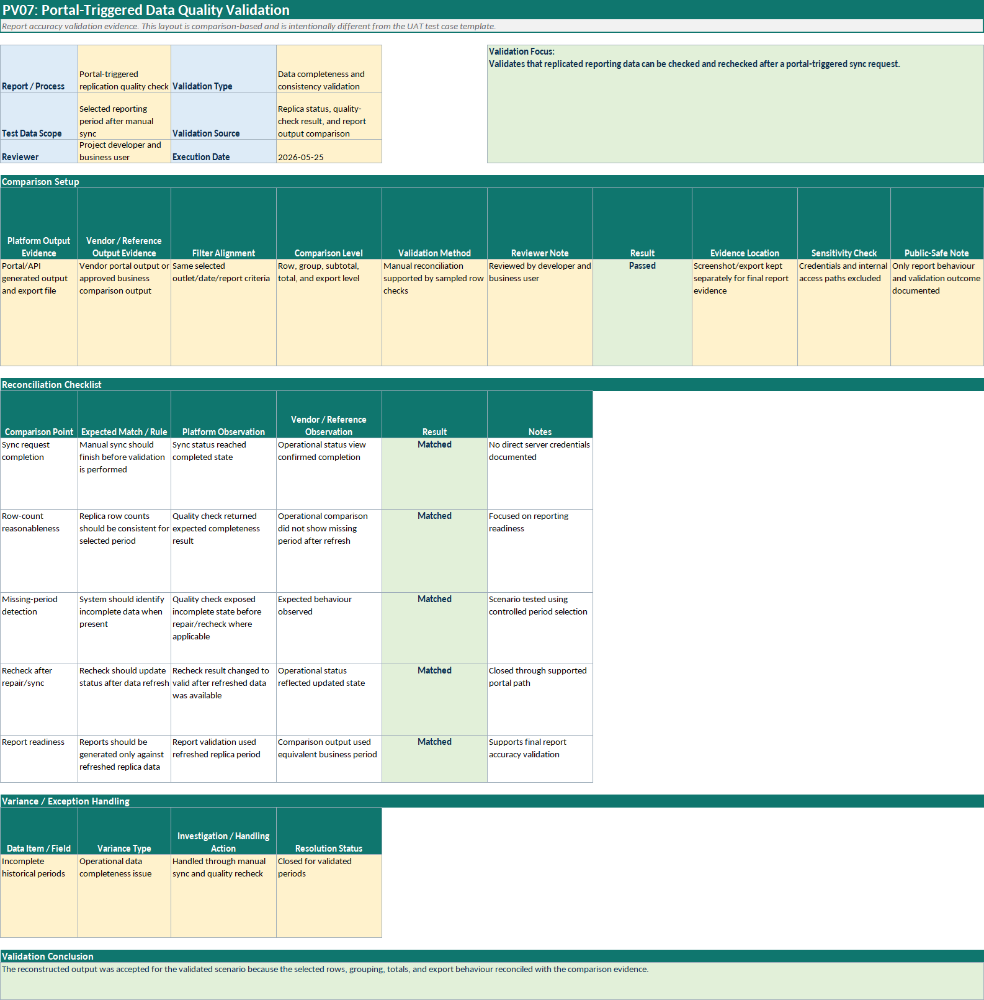 PV07: Portal-Triggered Data Quality Validation
Report accuracy validation evidence. This layout is comparison-based and is intentionally different from the UAT test case template.
Report / Process
Portal-triggered
replication quality check
Validation Type
Data completeness and
consistency validation
Validation Focus:
Validates that replicated reporting data can be checked and rechecked after a portal-triggered sync request.
Test Data Scope
Selected reporting
period after manual
sync
Validation Source
Replica status, quality-
check result, and report
output comparison
Reviewer
Project developer and
business user
Execution Date
2026-05-25
Comparison Setup
Platform Output
Evidence
Vendor / Reference
Output Evidence
Filter Alignment
Comparison Level
Validation Method
Reviewer Note
Result
Evidence Location
Sensitivity Check
Public-Safe Note
Portal/API
generated output
and export file
Vendor portal output or
approved business
comparison output
Same selected
outlet/date/report criteria
Row, group, subtotal,
total, and export level
Manual reconciliation
supported by sampled row
checks
Reviewed by developer and
business user
Passed
Screenshot/export kept
separately for final report
evidence
Credentials and internal
access paths excluded
Only report behaviour
and validation outcome
documented
Reconciliation Checklist
Comparison Point
Expected Match / Rule
Platform Observation
Vendor / Reference
Observation
Result
Notes
Sync request
completion
Manual sync should
finish before validation
is performed
Sync status reached
completed state
Operational status view
confirmed completion
Matched
No direct server credentials
documented
Row-count
reasonableness
Replica row counts
should be consistent for
selected period
Quality check returned
expected completeness
result
Operational comparison
did not show missing
period after refresh
Matched
Focused on reporting
readiness
Missing-period
detection
System should identify
incomplete data when
present
Quality check exposed
incomplete state before
repair/recheck where
applicable
Expected behaviour
observed
Matched
Scenario tested using
controlled period selection
Recheck after
repair/sync
Recheck should update
status after data refresh
Recheck result changed to
valid after refreshed data
was available
Operational status
reflected updated state
Matched
Closed through supported
portal path
Report readiness
Reports should be
generated only against
refreshed replica data
Report validation used
refreshed replica period
Comparison output used
equivalent business period
Matched
Supports final report
accuracy validation
Variance / Exception Handling
Data Item / Field
Variance Type
Investigation / Handling
Action
Resolution Status
Incomplete
historical periods
Operational data
completeness issue
Handled through manual
sync and quality recheck
Closed for validated
periods
Validation Conclusion
The reconstructed output was accepted for the validated scenario because the selected rows, grouping, totals, and export behaviour reconciled with the comparison evidence.